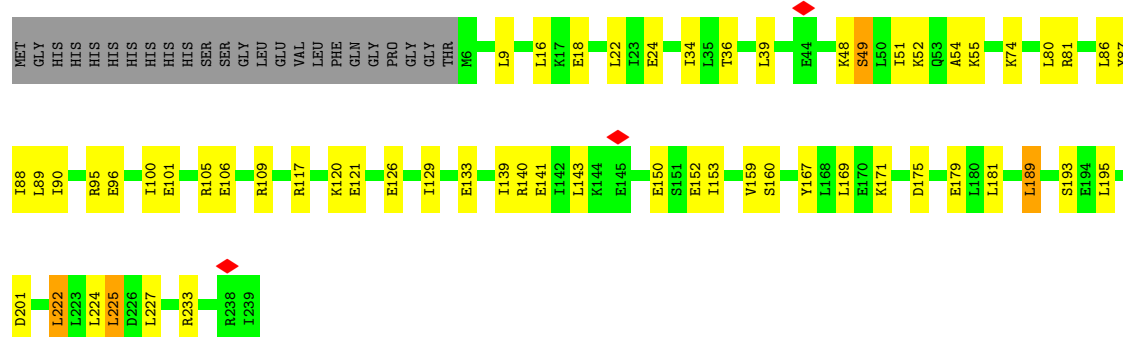 MET GLY HIS HIS HIS HIS HIS HIS HIS HIS SER SER GLY LEU GLU VAL LEU PHE GLN GLY PRO GLY GLY THR M6 L9 L16 K17 E18 L22 I23 E24 I34 L35 T36 L39 E44 K48 S49 L50 I51 K52 Q53 A54 K55 K74 L80 R81 L86 Y87
I88 L89 I90 R95 E96 I100 E101 R105 E106 R109 R117 K120 E121 E126 I129 E133 I139 R140 E141 I142 L143 K144 E145 E150 S151 E152 I153 V159 S160 Y167 L168 L169 E170 K171 D175 E179 L180 L181 L189 S193 E194 L195
D201 L222 L223 L224 L225 D226 L227 R233 R238 I239